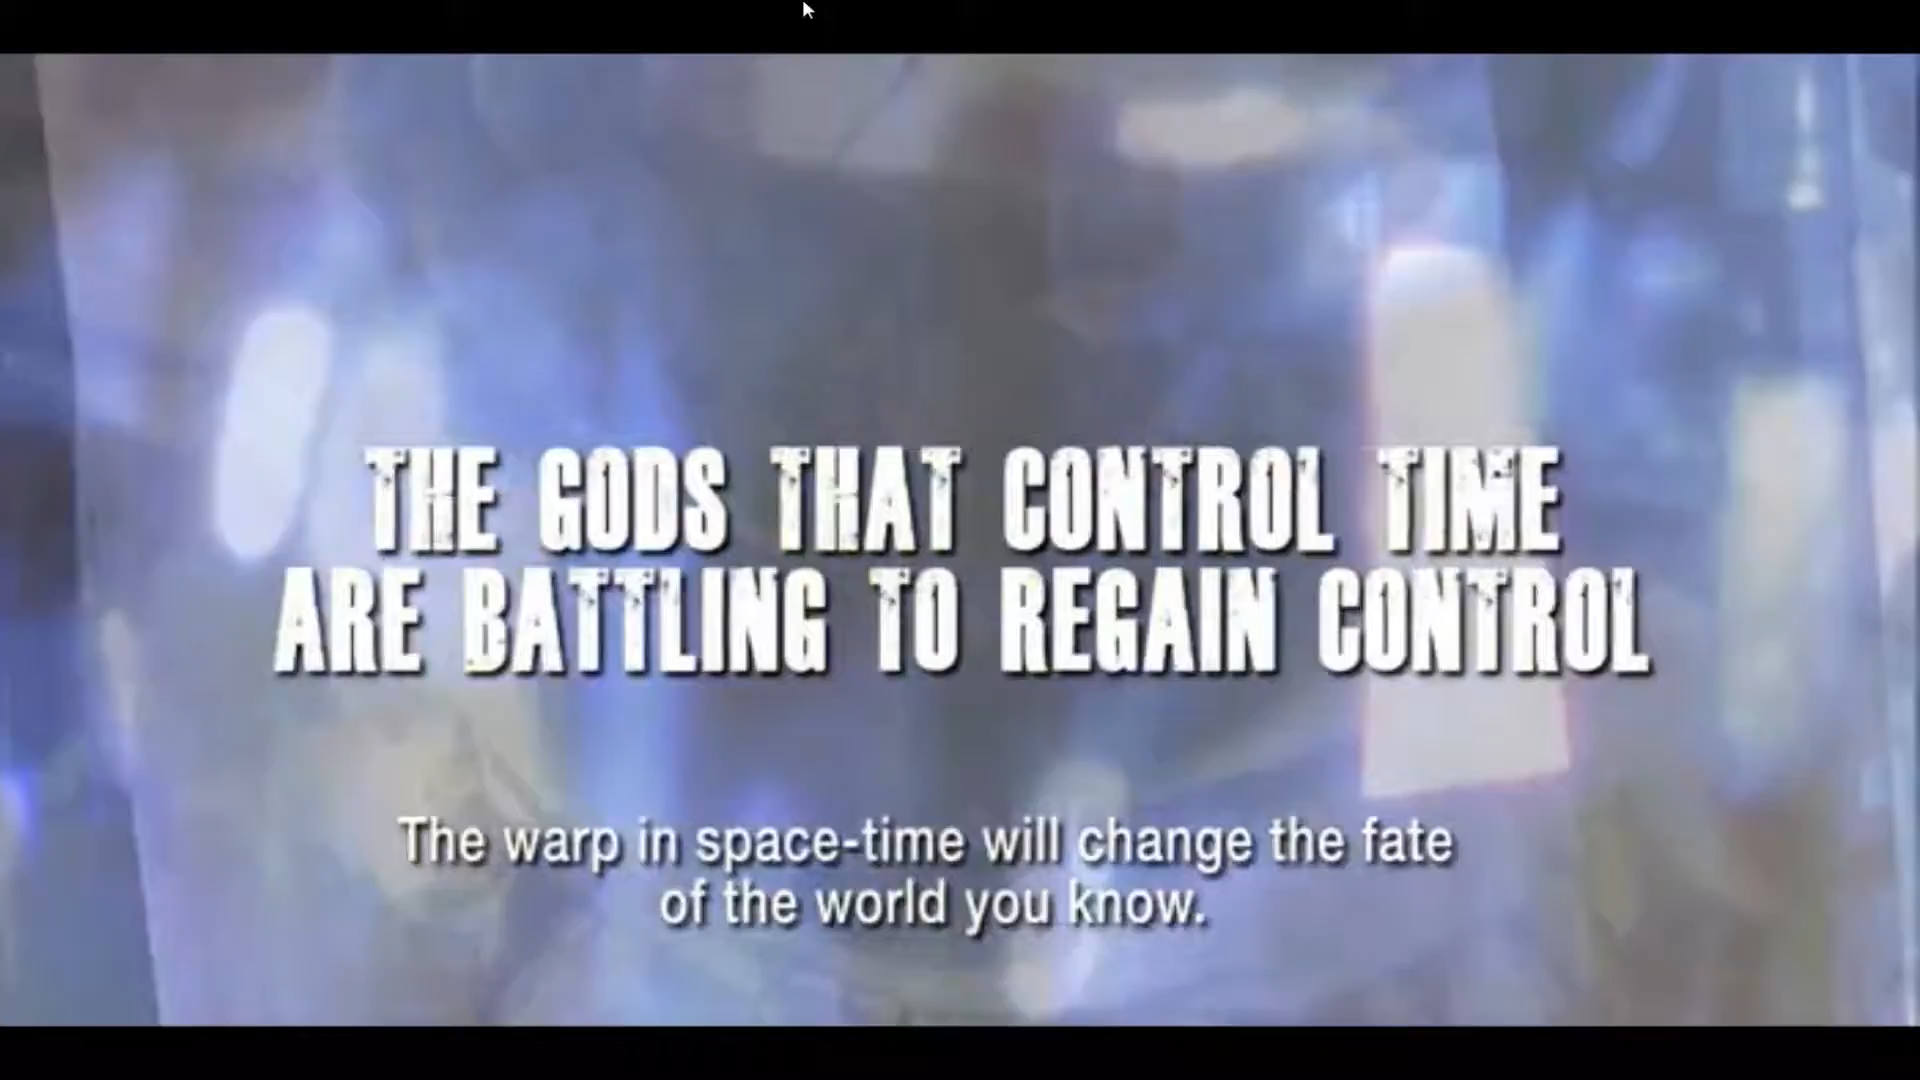 THE GODS THAT CONTROL TIME
ARE BATTLING TO REGAIN CONTROL
The warp in space-time will change the fate
of the world you know.